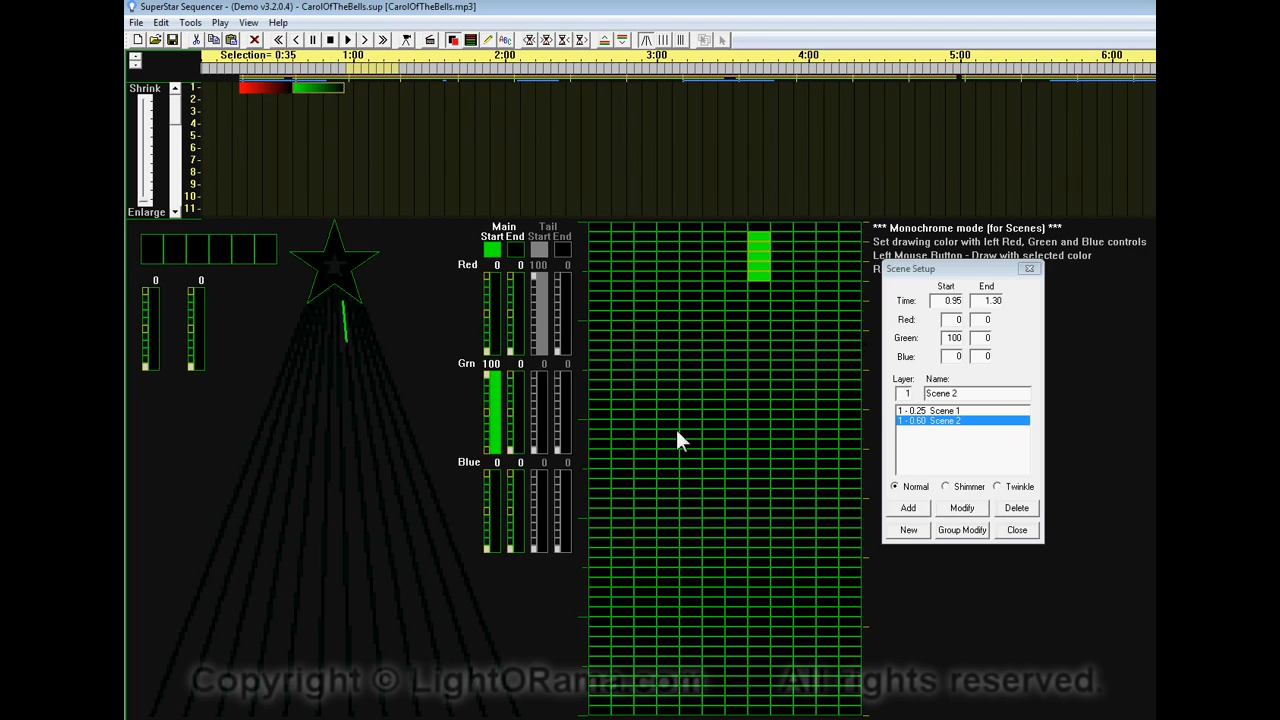 SuperStar Sequencer - (Demo v3.2.0.4) - CarolOfTheBells.sup [CarolOfTheBells.mp3]
File Edit Tools Play View Help
Selection= 0:35 1:00 2:00 3:00 4:00 5:00 6:00
Shrink
1
2
3
4
5
6
7
8
9
10
11
Enlarge
Main Tail
Start End Start End
Red 0 0 100 0
0 0
Grn 100 0 0 0
Blue 0 0 0 0
*** Monochrome mode (for Scenes) ***
Set drawing color with left Red, Green and Blue controls
Left Mouse Button - Draw with selected color
R
Scene Setup
Start End
Time: 0.95 1.30
Red: 0 0
Green: 100 0
Blue: 0 0
Layer: Name:
1 Scene 2
1 - 0.25 Scene 1
1 - 0.60 Scene 2
Normal Shimmer Twinkle
Add Modify Delete
New Group Modify Close
Copyright © LightORama.com All rights reserved.